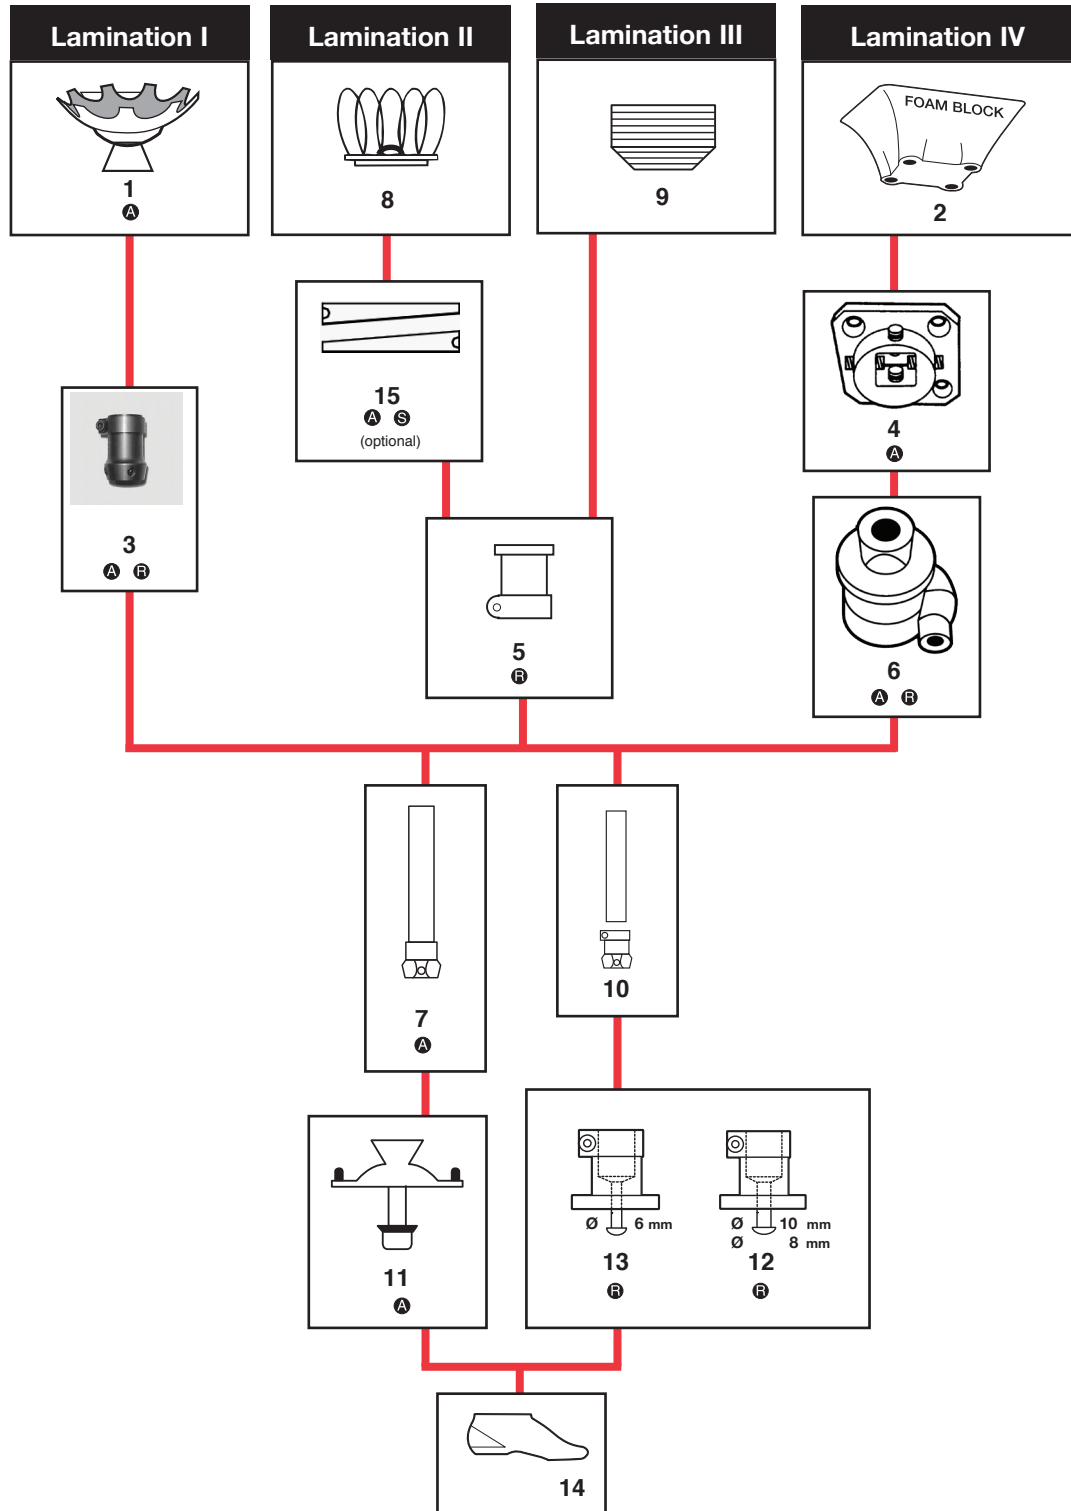 Lamination I
Lamination II
Lamination III
Lamination IV
1
A
8
9
FOAM BLOCK
2
15
A S
(optional)
4
A
3
A R
5
R
6
A R
7
A
10
11
A
Ø 6 mm
13
R
Ø 10 mm
Ø 8 mm
12
R
14